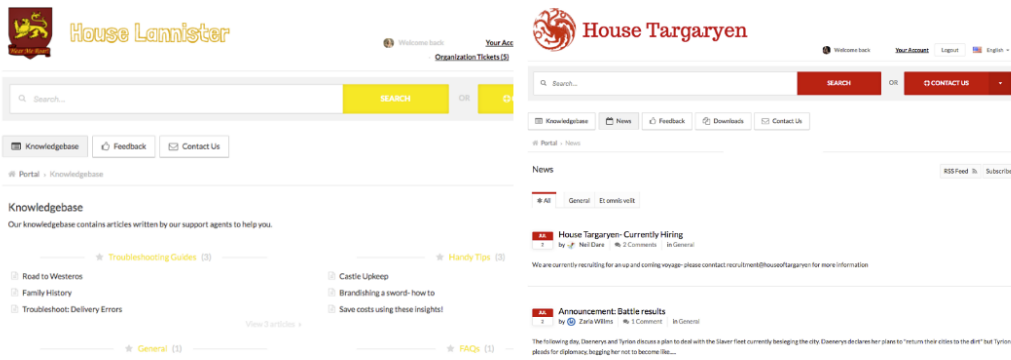 Hear Me Roar!
House Lannister
Welcome back
Your Acc
Organization Tickets (5)
Search...
SEARCH
OR
Knowledgebase
Feedback
Contact Us
Portal › Knowledgebase
Knowledgebase
Our knowledgebase contains articles written by our support agents to help you.
Troubleshooting Guides (3)
Handy Tips (3)
Road to Westeros
Castle Upkeep
Family History
Brandishing a sword- how to
Troubleshoot: Delivery Errors
Save costs using these insights!
View 3 articles ›
General (1)
FAQs (1)
House Targaryen
Welcome back
Your Account
Logout
English
Search...
SEARCH
OR
CONTACT US
Knowledgebase
News
Feedback
Downloads
Contact Us
Portal › News
News
RSS Feed
Subscribe
All
General
Et omnis velit
House Targaryen- Currently Hiring
by Neil Dare
2 Comments
in General
We are currently recruiting for an up and coming voyage- please conntact recruitment@houseoftargaryen for more information
Announcement: Battle results
by Zaria Willms
1 Comment
in General
The following day, Daenerys and Tyrion discuss a plan to deal with the Slaver fleet currently besieging the city. Daenerys declares her plans to "return their cities to the dirt" but Tyrion
pleads for diplomacy, begging her not to become like....